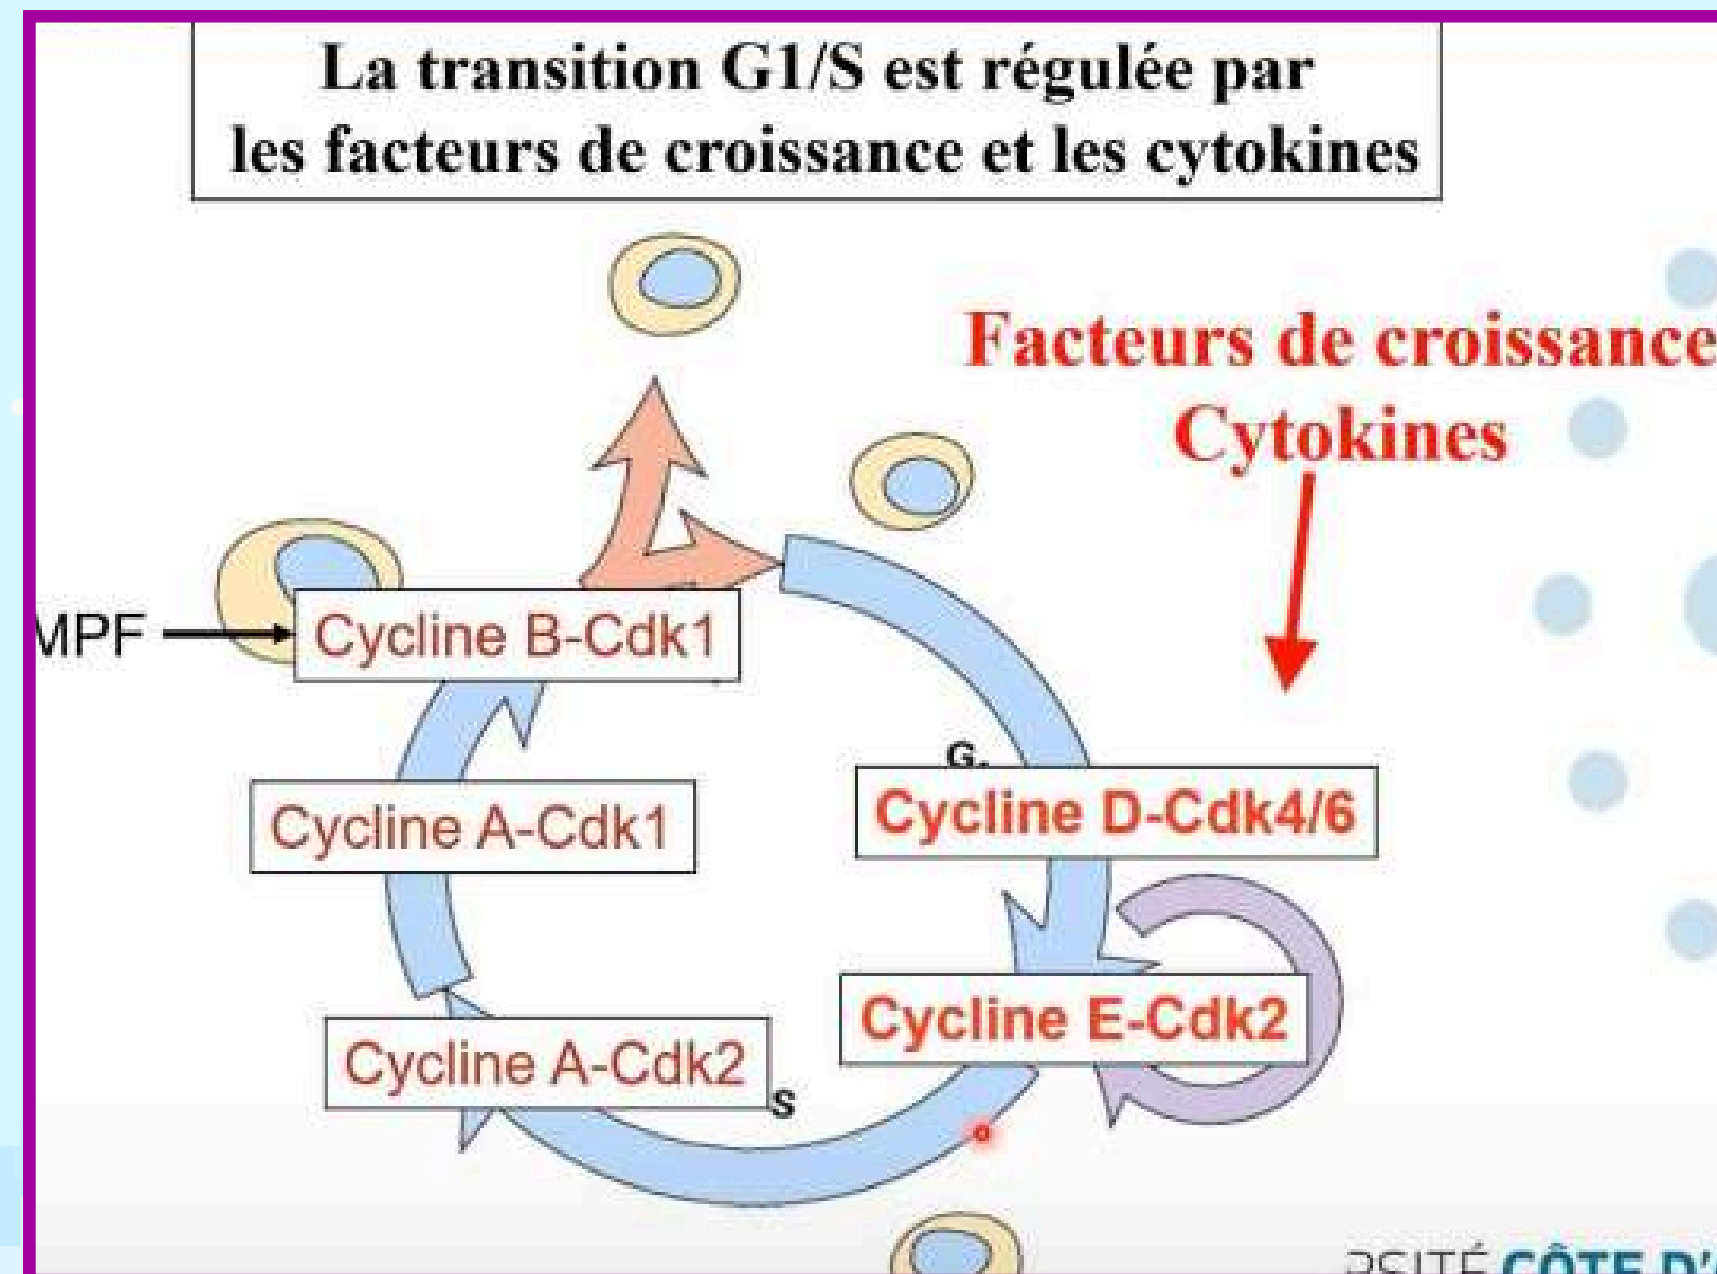 La transition G1/S est régulée par
les facteurs de croissance et les cytokines
Facteurs de croissance
Cytokines
MPF
Cycline B-Cdk1
G
Cycline A-Cdk1
Cycline D-Cdk4/6
Cycline E-Cdk2
Cycline A-Cdk2
S
CÔTE